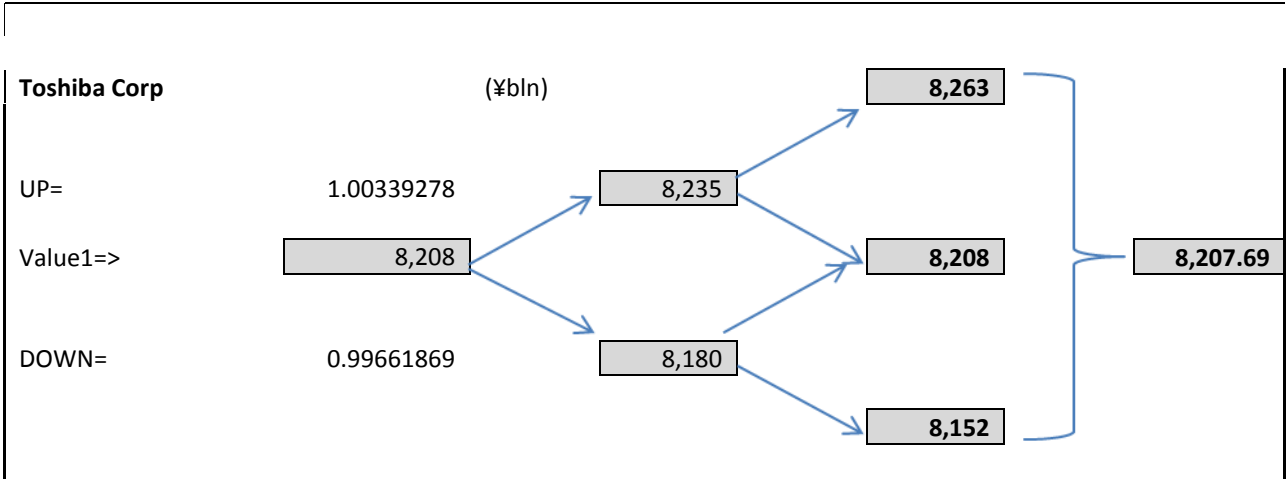 Toshiba Corp (¥bln) 8,263
UP= 1.00339278 8,235
Value1=> 8,208 8,208 8,207.69
DOWN= 0.99661869 8,180
8,152